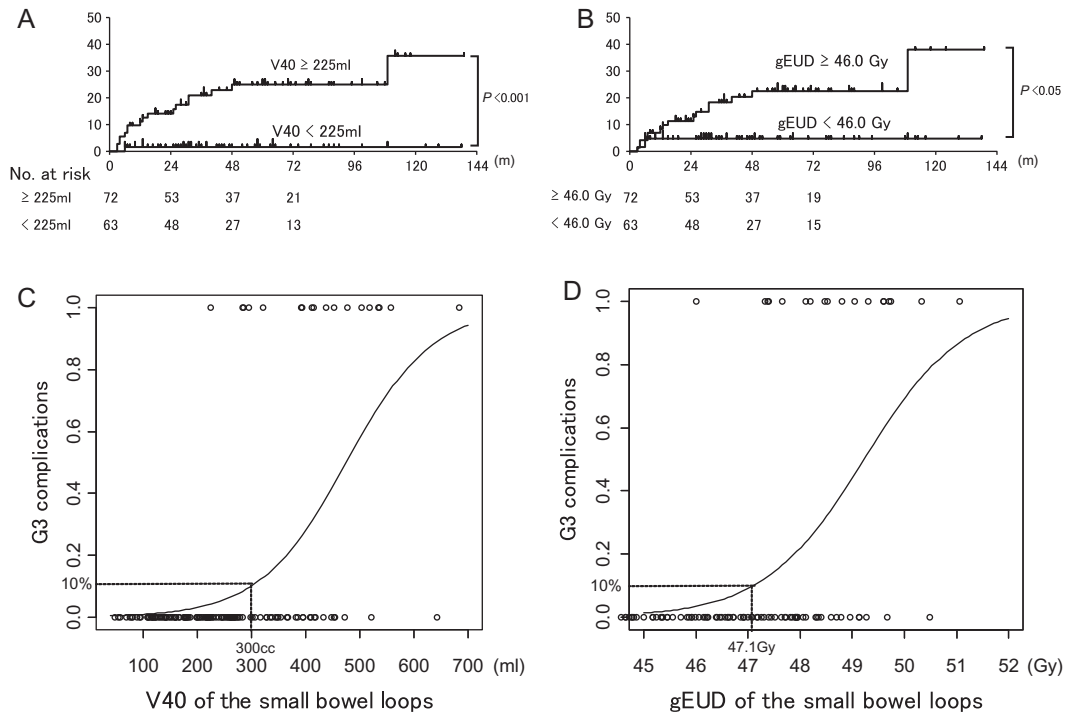 A
50
40
30
20
10
0
V40 ≥ 225ml
V40 < 225ml
P <0.001
0 24 48 72 96 120 144 (m)
No. at risk
≥ 225ml 72 53 37 21
< 225ml 63 48 27 13
B
50
40
30
20
10
0
gEUD ≥ 46.0 Gy
gEUD < 46.0 Gy
P <0.05
0 24 48 72 96 120 144 (m)
≥ 46.0 Gy 72 53 37 19
< 46.0 Gy 63 48 27 15
C
G3 complications
1.0
0.8
0.6
0.4
0.2
10%
0.0
300cc
100 200 300 400 500 600 700 (ml)
V40 of the small bowel loops
D
G3 complications
1.0
0.8
0.6
0.4
0.2
10%
0.0
47.1Gy
45 46 47 48 49 50 51 52 (Gy)
gEUD of the small bowel loops